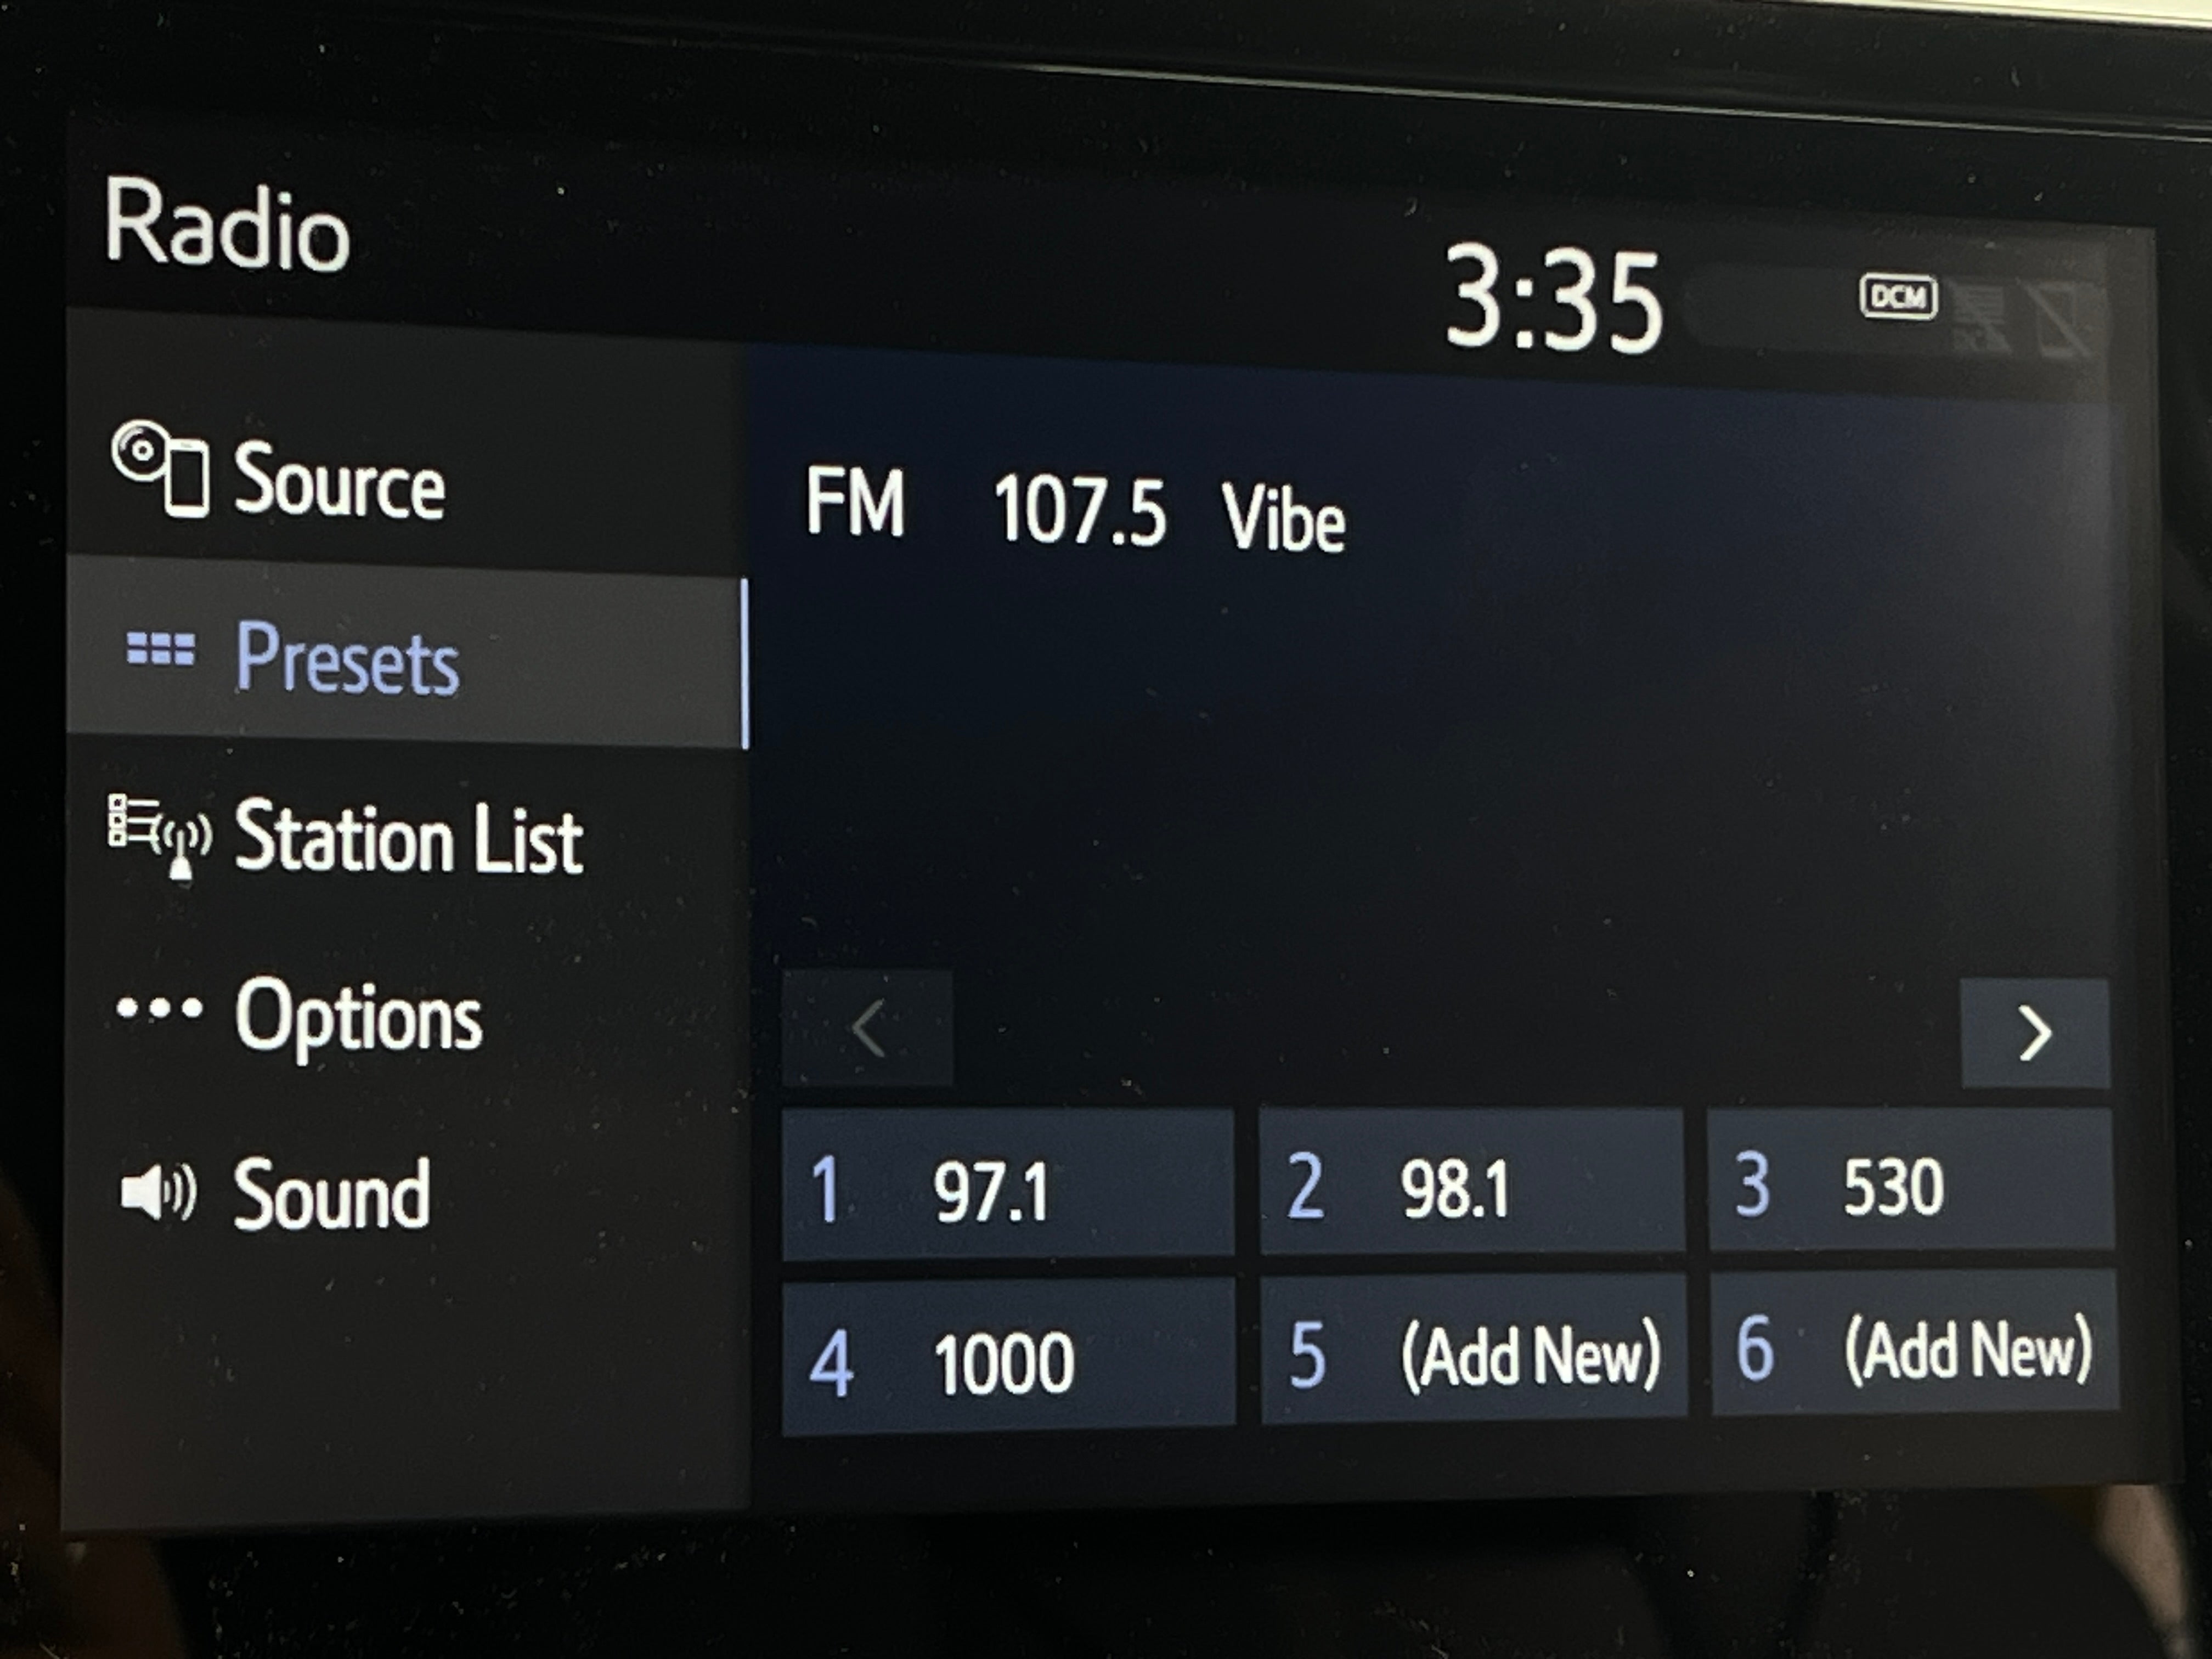 Radio
3:35
DCM
Source
Presets
Station List
Options
Sound
FM 107.5 Vibe
1 97.1
2 98.1
3 530
4 1000
5 (Add New)
6 (Add New)